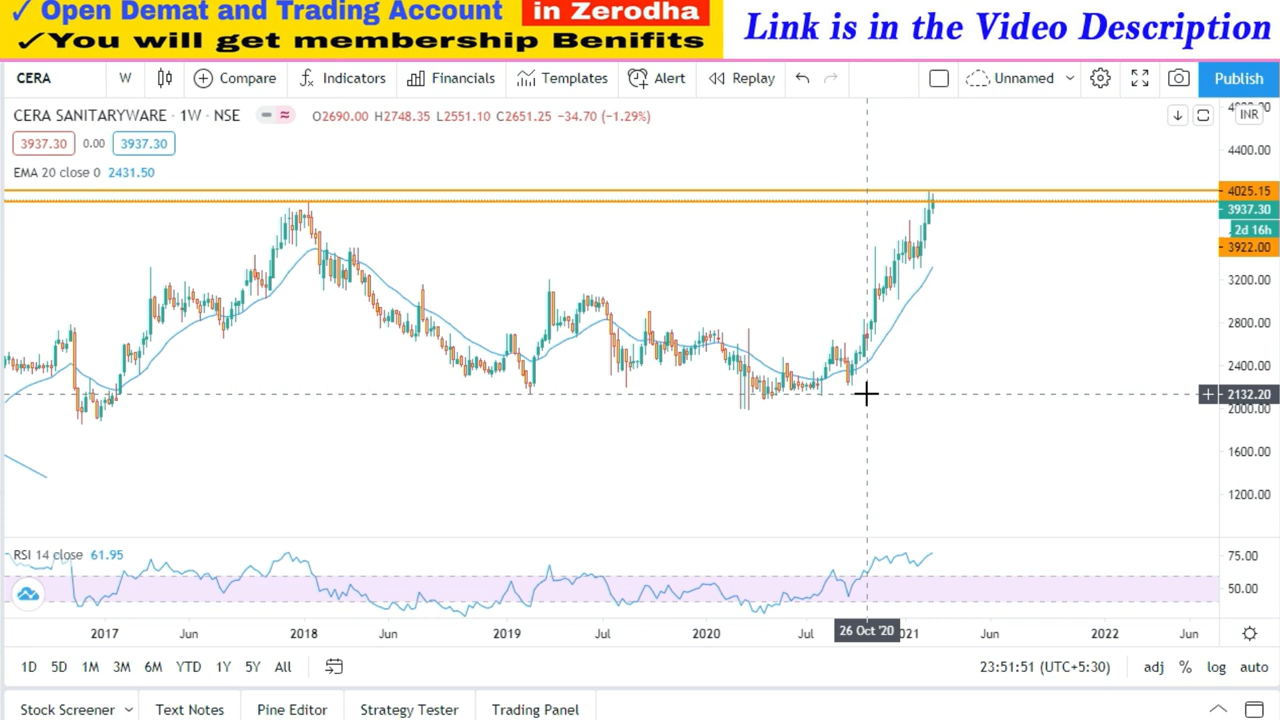 ✓ Open Demat and Trading Account in Zerodha
✓You will get membership Benifits
Link is in the Video Description
CERA W Compare Indicators Financials Templates Alert Replay Unnamed Publish
CERA SANITARYWARE · 1W · NSE O2690.00 H2748.35 L2551.10 C2651.25 −34.70 (−1.29%)
INR
3937.30 0.00 3937.30
EMA 20 close 0 2431.50
4400.00
4025.15
3937.30
2d 16h
3922.00
3200.00
2800.00
2400.00
2132.20
2000.00
1600.00
1200.00
RSI 14 close 61.95
75.00
50.00
2017 Jun 2018 Jun 2019 Jul 2020 Jul 26 Oct '20 021 Jun 2022 Jun
1D 5D 1M 3M 6M YTD 1Y 5Y All 23:51:51 (UTC+5:30) adj % log auto
Stock Screener Text Notes Pine Editor Strategy Tester Trading Panel